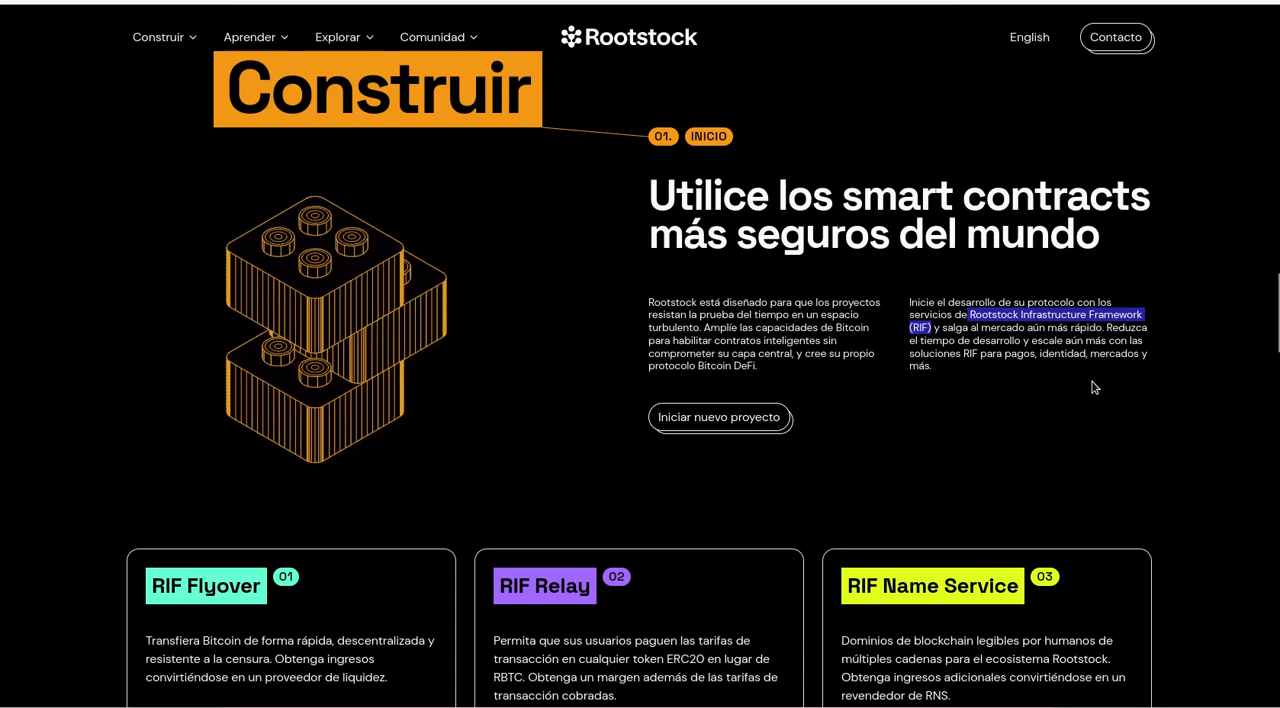 Construir
Aprender
Explorar
Comunidad
Rootstock
English
Contacto
Construir
01. INICIO
Utilice los smart contracts
más seguros del mundo
Rootstock está diseñado para que los proyectos
resistan la prueba del tiempo en un espacio
turbulento. Amplíe las capacidades de Bitcoin
para habilitar contratos inteligentes sin
comprometer su capa central, y cree su propio
protocolo Bitcoin DeFi.
Inicie el desarrollo de su protocolo con los
servicios de Rootstock Infrastructure Framework
(RIF) y salga al mercado aún más rápido. Reduzca
el tiempo de desarrollo y escale aún más con las
soluciones RIF para pagos, identidad, mercados y
más.
Iniciar nuevo proyecto
RIF Flyover 01
Transfiera Bitcoin de forma rápida, descentralizada y
resistente a la censura. Obtenga ingresos
convirtiéndose en un proveedor de liquidez.
RIF Relay 02
Permita que sus usuarios paguen las tarifas de
transacción en cualquier token ERC20 en lugar de
RBTC. Obtenga un margen además de las tarifas de
transacción cobradas.
RIF Name Service 03
Dominios de blockchain legibles por humanos de
múltiples cadenas para el ecosistema Rootstock.
Obtenga ingresos adicionales convirtiéndose en un
revendedor de RNS.